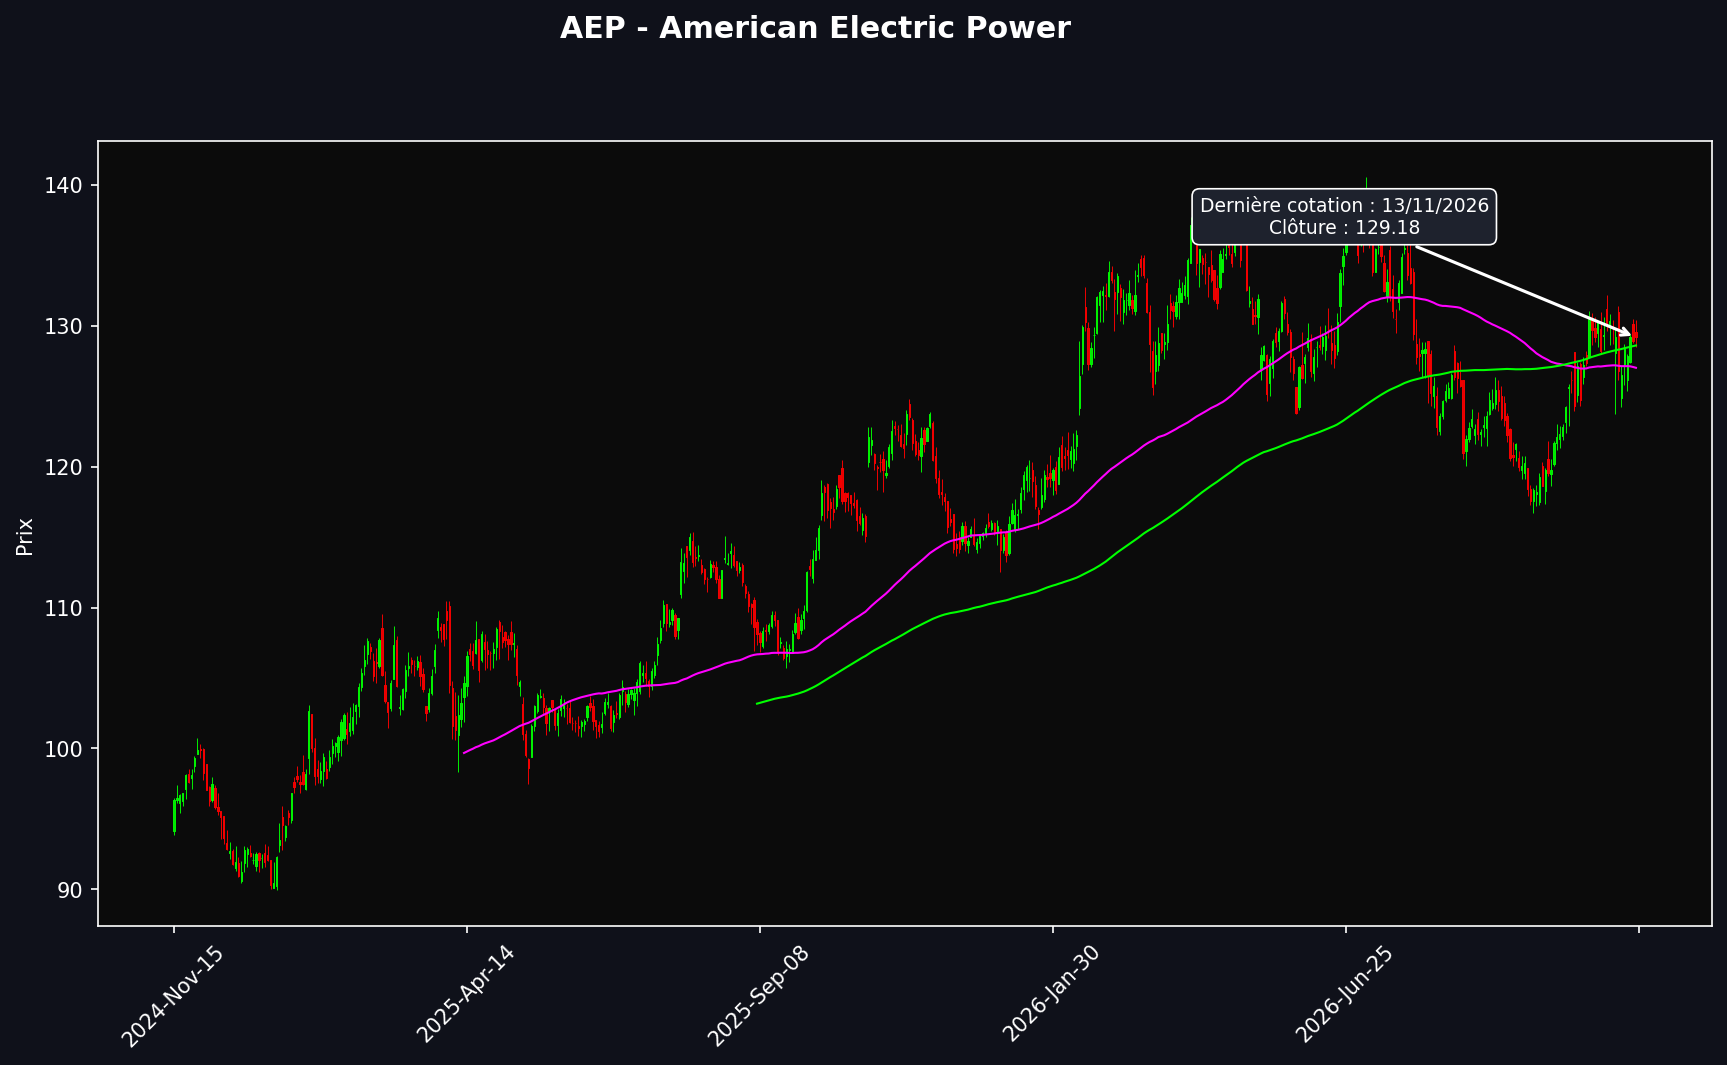 AEP - American Electric Power
140
130
120
110
100
90
Prix
Dernière cotation : 13/11/2026
Clôture : 129.18
2024-Nov-15
2025-Apr-14
2025-Sep-08
2026-Jan-30
2026-Jun-25